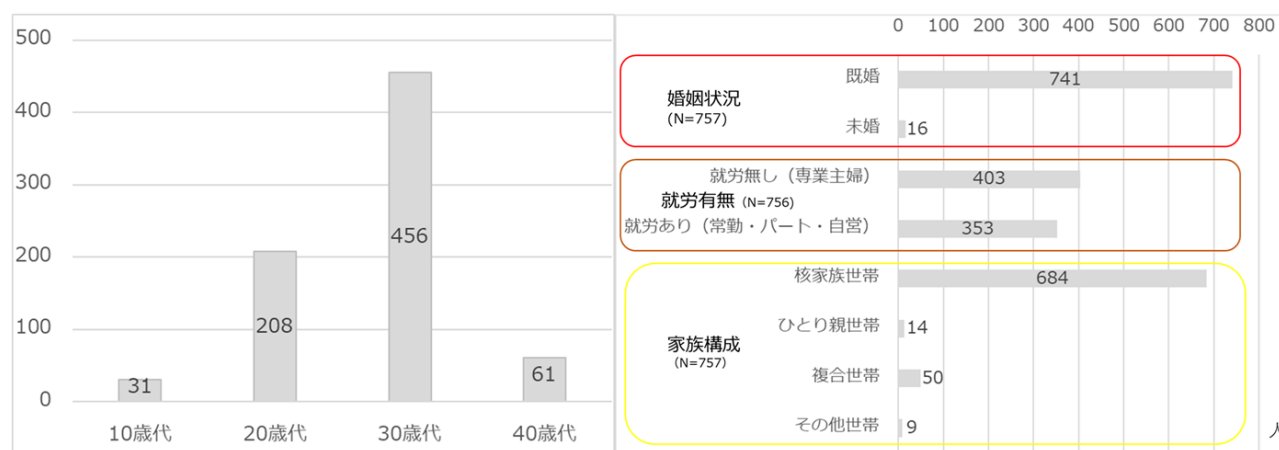 500
400
300
200
100
0
31
208
456
61
10歳代
20歳代
30歳代
40歳代
0 100 200 300 400 500 600 700 800
婚姻状況
(N=757)
既婚 741
未婚 16
就労有無 (N=756)
就労無し（専業主婦） 403
就労あり（常勤・パート・自営） 353
家族構成
(N=757)
核家族世帯 684
ひとり親世帯 14
複合世帯 50
その他世帯 9
人